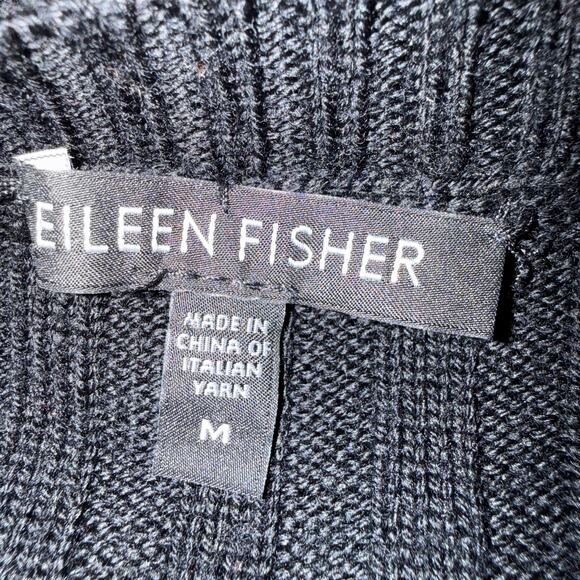 EILEEN FISHER
MADE IN
CHINA OF
ITALIAN
YARN
M